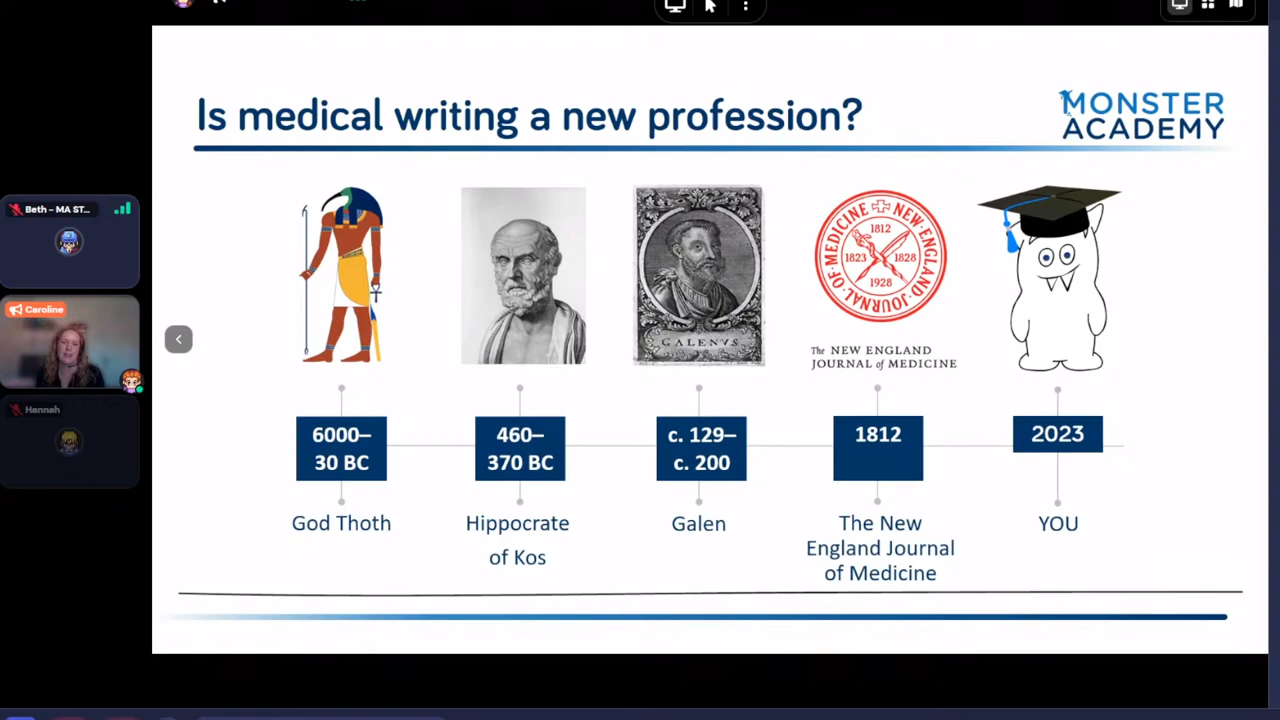 Is medical writing a new profession?
MONSTER
ACADEMY
Beth – MA ST...
Caroline
Hannah
GALENVS
NEW ENGLAND JOURNAL OF MEDICINE
1812
1823
1828
1928
The NEW ENGLAND
JOURNAL of MEDICINE
6000–
30 BC
460–
370 BC
c. 129–
c. 200
1812
2023
God Thoth
Hippocrate
of Kos
Galen
The New
England Journal
of Medicine
YOU